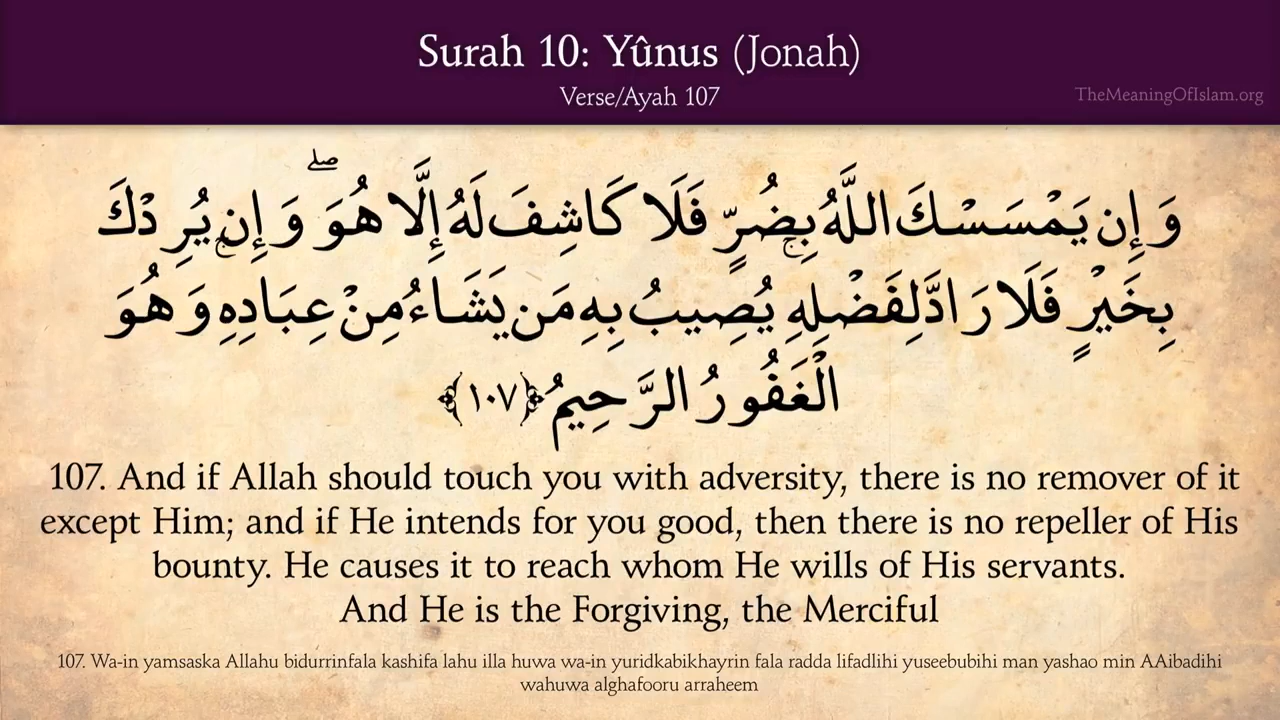 Surah 10: Yûnus (Jonah)
Verse/Ayah 107
TheMeaningOfIslam.org
وَإِن يَمْسَسْكَ اللَّهُ بِضُرٍّ فَلَا كَاشِفَ لَهُ إِلَّا هُوَ ۖ وَإِن يُرِدْكَ
بِخَيْرٍ فَلَا رَادَّ لِفَضْلِهِ يُصِيبُ بِهِ مَن يَشَاءُ مِنْ عِبَادِهِ وَهُوَ
الْغَفُورُ الرَّحِيمُ ﴿١٠٧﴾
107. And if Allah should touch you with adversity, there is no remover of it
except Him; and if He intends for you good, then there is no repeller of His
bounty. He causes it to reach whom He wills of His servants.
And He is the Forgiving, the Merciful
107. Wa-in yamsaska Allahu bidurrinfala kashifa lahu illa huwa wa-in yuridkabikhayrin fala radda lifadlihi yuseebubihi man yashao min AAibadihi
wahuwa alghafooru arraheem